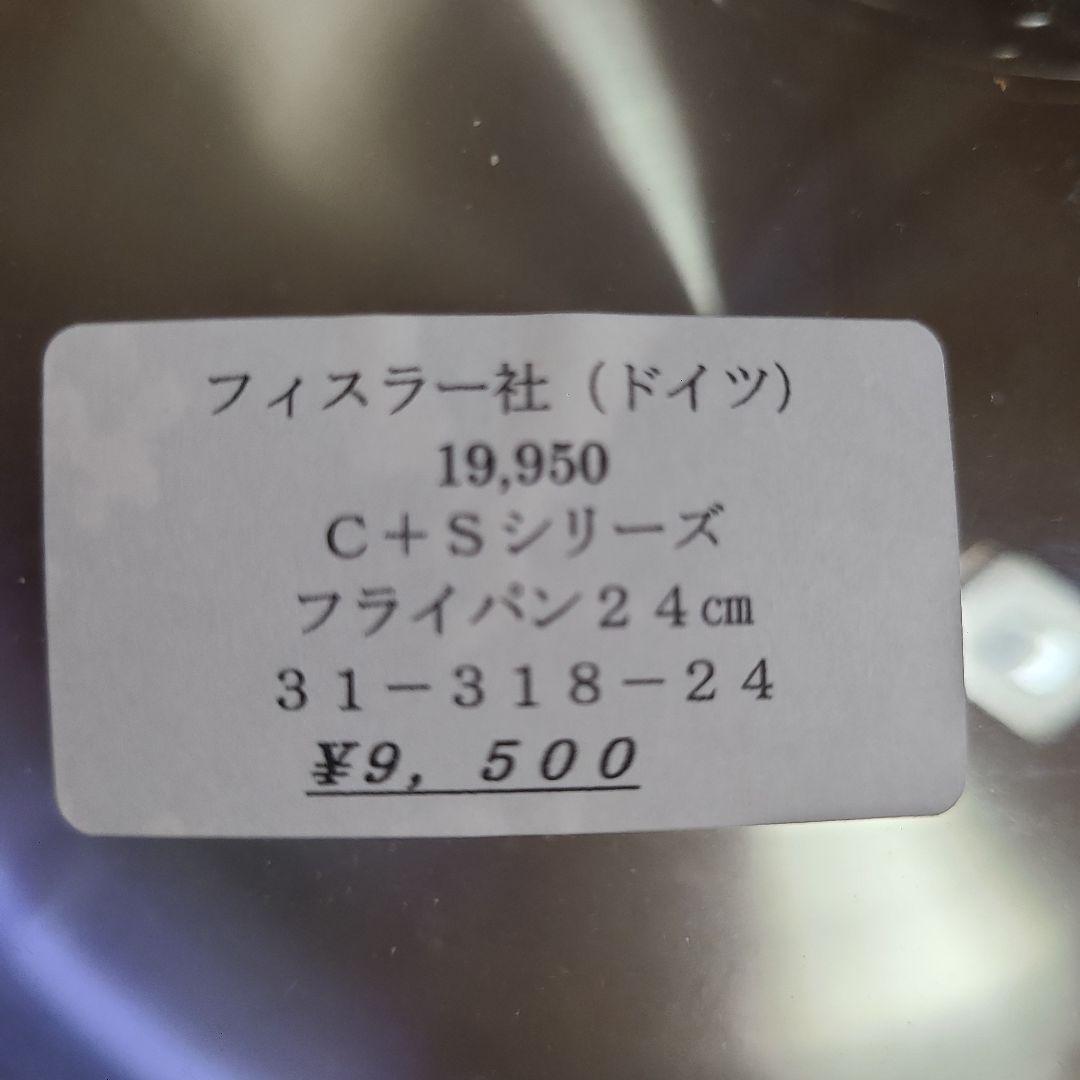 フィスラー社（ドイツ）
19,950
Ｃ＋Ｓシリーズ
フライパン２４㎝
３１－３１８－２４
¥9，５００